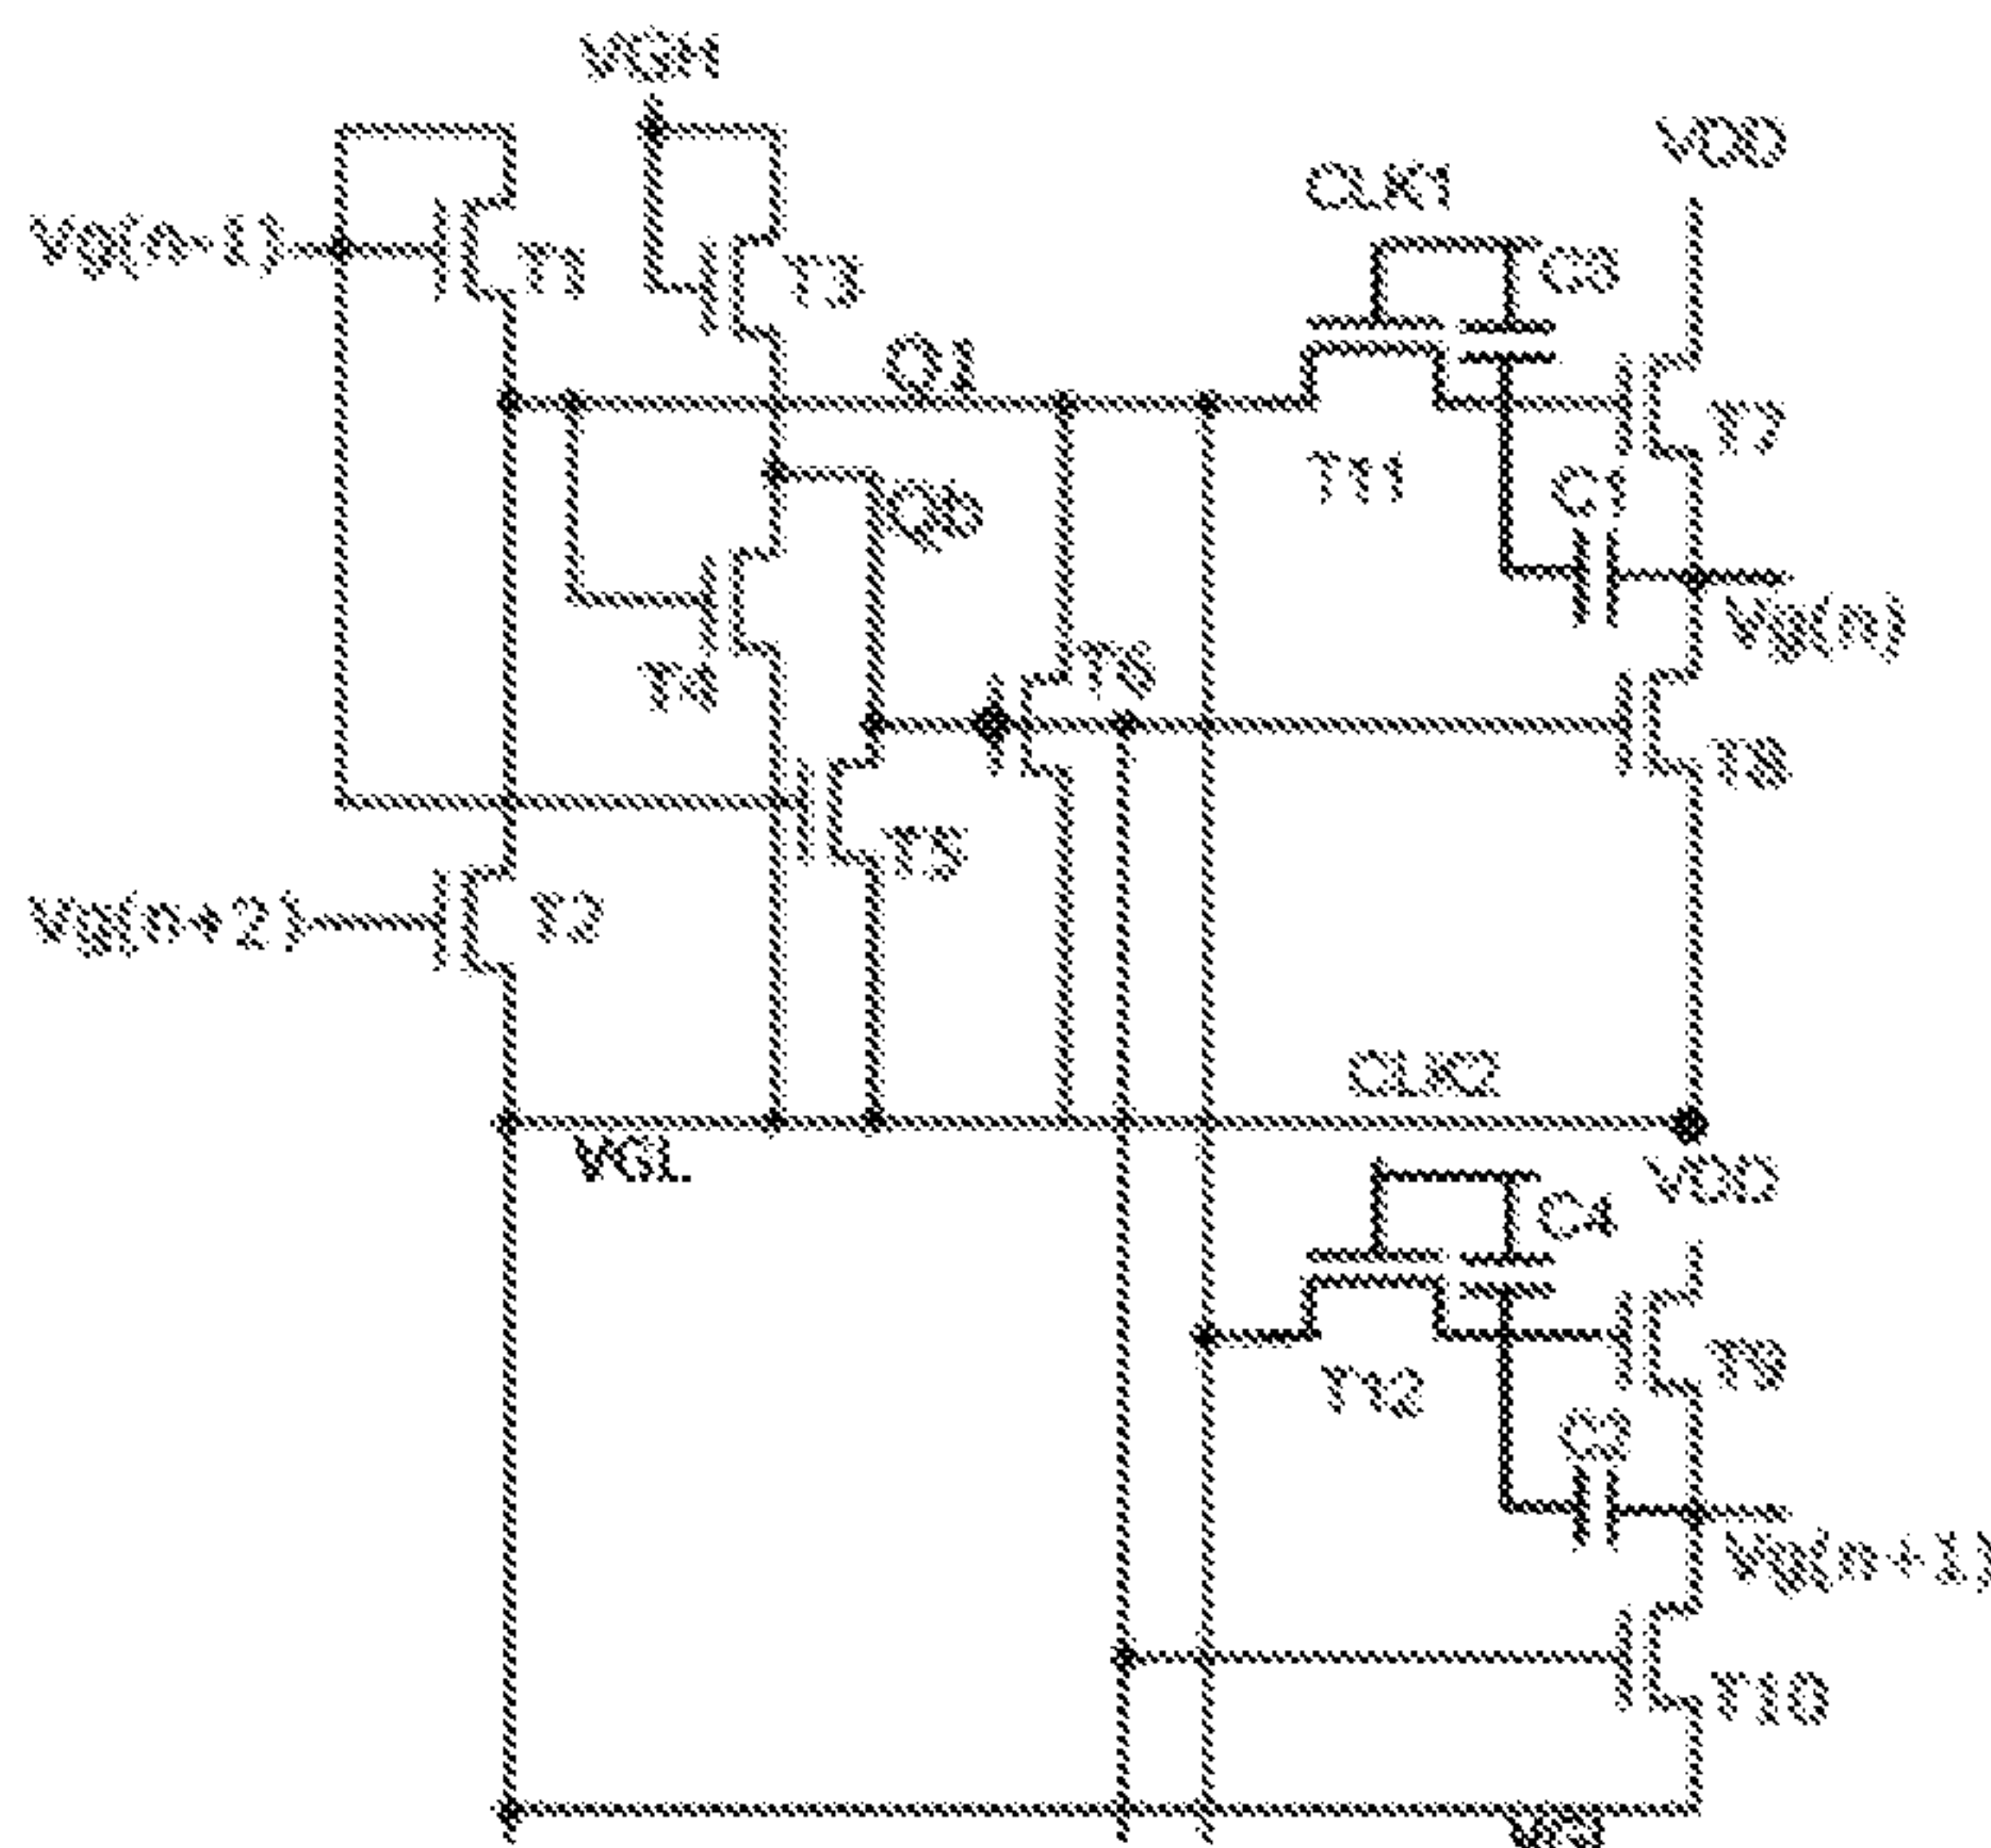 VGH
VDD
CLK1
Vg(n-1)
T1
T3
C3
Q1
T7
T11
C1
Qb
Vg(n)
T6
T4
T8
T5
Vg(n+2)
T2
CLK2
VGL
VDD
C4
T9
T12
C2
Vg(n+1)
T10